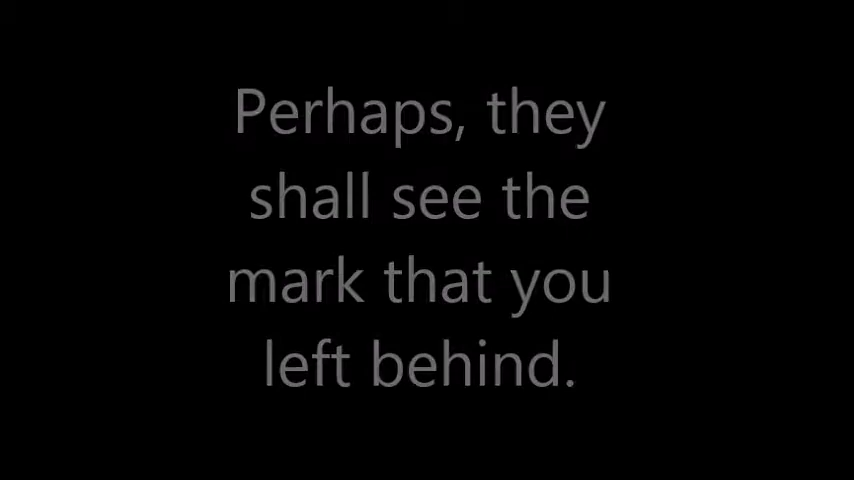 Perhaps, they
shall see the
mark that you
left behind.